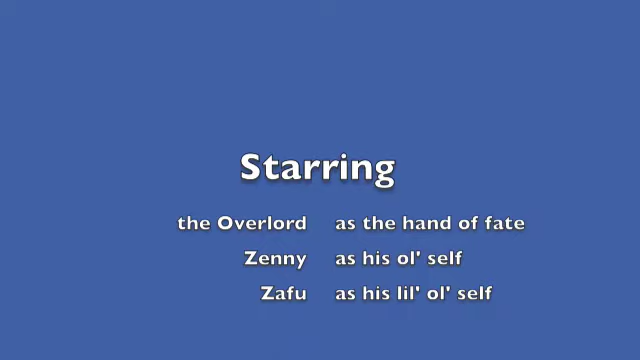 Starring
the Overlord as the hand of fate
Zenny as his ol' self
Zafu as his lil' ol' self